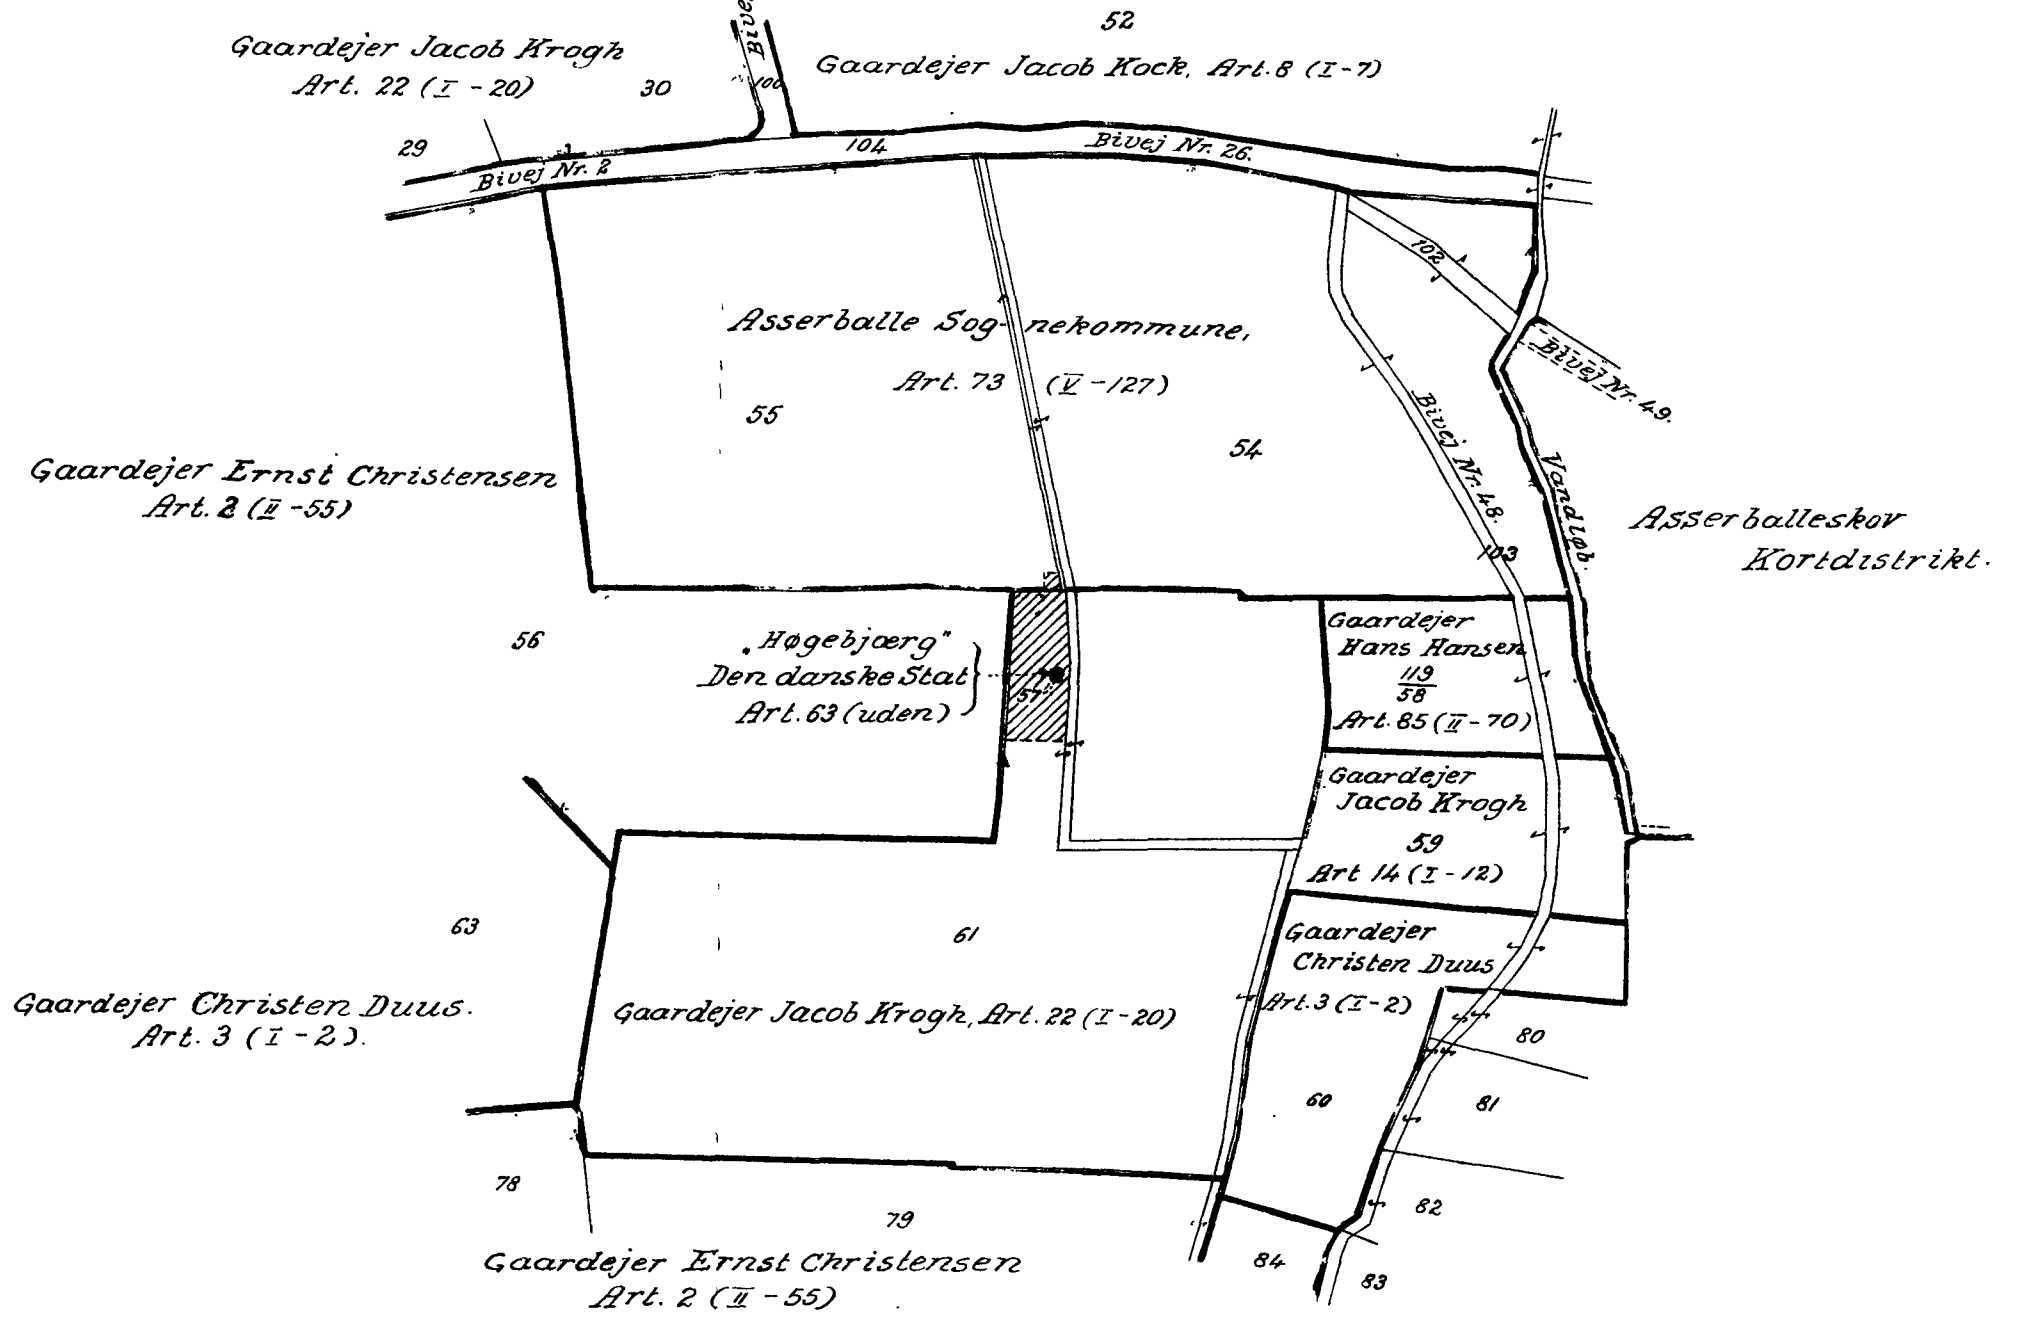 52
Gaardejer Jacob Krogh
Art. 22 (I - 20)
30
100
Gaardejer Jacob Kock, Art. 8 (I-7)
29
Bivej Nr. 2
104
Bivej Nr. 26.
102
Bivej Nr. 49.
Asserballe Sognekommune,
Art. 73 (V -127)
55
54
Bivej Nr. 48.
103
Vandløb.
Gaardejer Ernst Christensen
Art. 2 (II -55)
Asserballeskov
Kortdistrikt.
56
„Høgebjærg"
Den danske Stat
Art. 63 (uden)
57
Gaardejer
Hans Hansen
119
58
Art. 85 (II - 70)
Gaardejer
Jacob Krogh
59
Art 14 (I - 12)
63
61
Gaardejer
Christen Duus
Art. 3 (I - 2)
Gaardejer Christen Duus.
Art. 3 (I - 2).
Gaardejer Jacob Krogh, Art. 22 (I - 20)
80
60
81
78
79
82
Gaardejer Ernst Christensen
Art. 2 (II - 55)
84
83